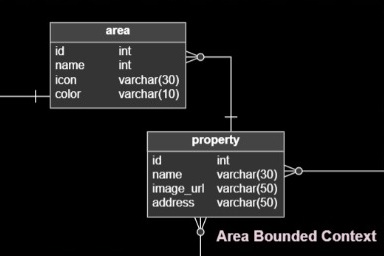 area
id int
name int
icon varchar(30)
color varchar(10)
property
id int
name varchar(30)
image_url varchar(50)
address varchar(50)
Area Bounded Context